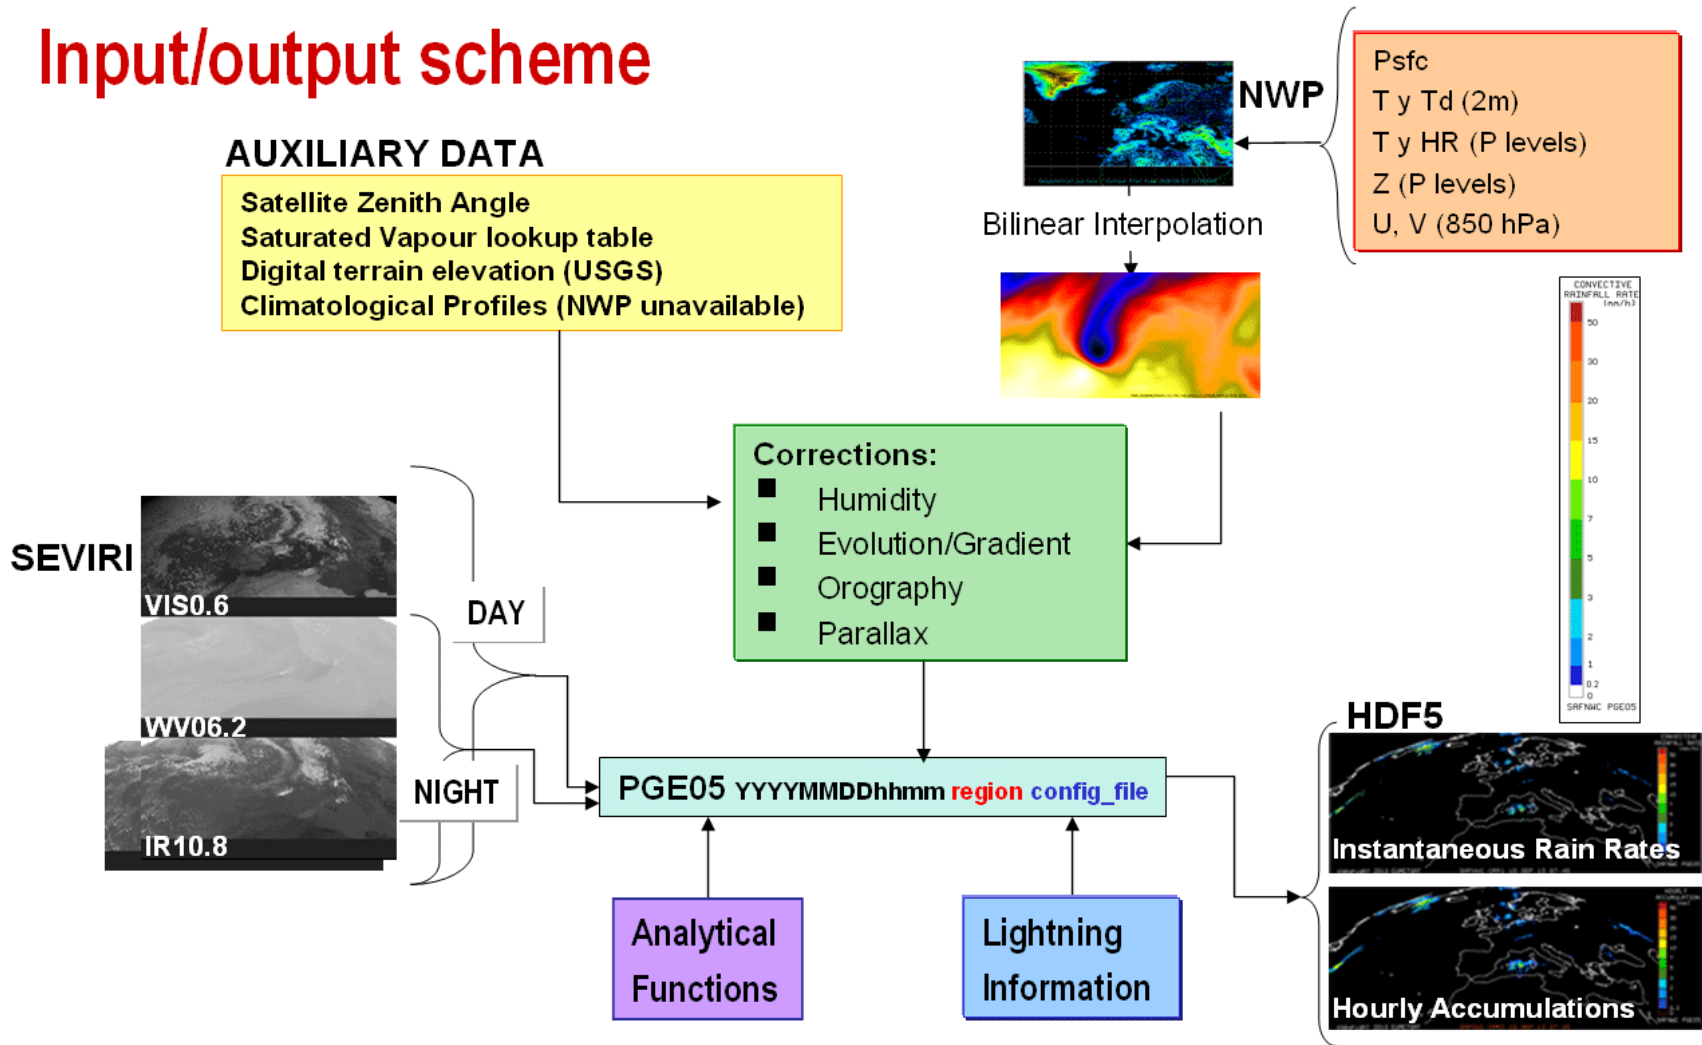 Input/output scheme
NWP
Psfc
T y Td (2m)
T y HR (P levels)
Z (P levels)
U, V (850 hPa)
AUXILIARY DATA
Satellite Zenith Angle
Saturated Vapour lookup table
Digital terrain elevation (USGS)
Climatological Profiles (NWP unavailable)
Bilinear Interpolation
CONVECTIVE
RAINFALL RATE
(mm/h)
50
30
20
15
10
7
5
3
2
1
0.2
0
SAFNWC PGE05
Corrections:
Humidity
Evolution/Gradient
Orography
Parallax
SEVIRI
VIS0.6
WV06.2
IR10.8
DAY
NIGHT
PGE05 YYYYMMDDhhmm region config_file
Analytical
Functions
Lightning
Information
HDF5
Instantaneous Rain Rates
Hourly Accumulations